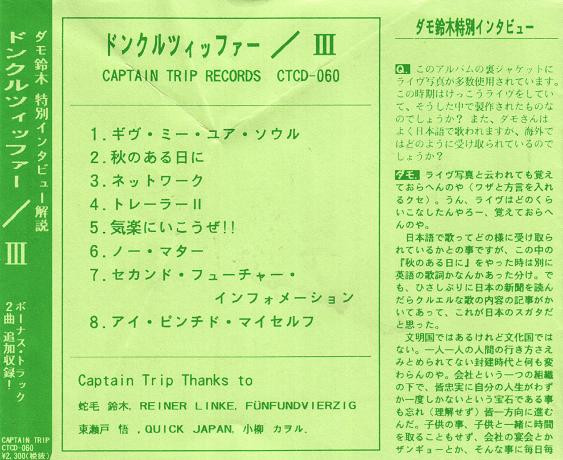 ダモ鈴木 特別インタビュー解説
ドンクルツィッファー／III
ボーナス・トラック
2曲 追加収録！
CAPTAIN TRIP
CTCD-060
¥2,300(税抜)
ドンクルツィッファー／III
CAPTAIN TRIP RECORDS CTCD-060
1.ギヴ・ミー・ユア・ソウル
2.秋のある日に
3.ネットワーク
4.トレーラーII
5.気楽にいこうぜ!!
6.ノー・マター
7.セカンド・フューチャー・
インフォメーション
8.アイ・ピンチド・マイセルフ
Captain Trip Thanks to
蛇毛 鈴木, REINER LINKE, FÜNFUNDVIERZIG
東瀬戸 悟 ,QUICK JAPAN, 小柳 カヲル.
ダモ鈴木特別インタビュー
Q. このアルバムの裏ジャケットに
ライヴ写真が多数使用されています。
この時期はけっこうライヴをしてい
て、そうした中で製作されたものな
のでしょうか? また、ダモさんは
よく日本語で歌われますが、海外で
はどのように受け取られているので
しょうか?
ダモ. ライヴ写真と云われても覚え
ておらへんのや（ワザと方言を入れ
るクセ）。うん、ライヴはどのくら
いこなしたんやろー、覚えておらへ
んのや。
日本語で歌ってどの様に受け取ら
れているかとの事ですが、この中の
『秋のある日に』をやった時は別に
英語の歌詞かなんかあった分け。で
も、ひさしぶりに日本の新聞を読ん
だらクルエルな歌の内容の記事がか
いてあって、これが日本のスガタだ
と思った。
文明国ではあるけれど文化国では
ない。一人一人の人間の行き方さえ
みとめられてない封建時代と何も変
わらんのや。会社という一つの組織
の下で、皆忠実に自分の人生がわず
か一度しかないという宝石である事
も忘れ（理解せず）皆一方向に進む
んだ。子供の事、子供と一緒に時間
を取ることもせず、会社の宴会とか
ザンギョーとか、そんな事に毎日毎